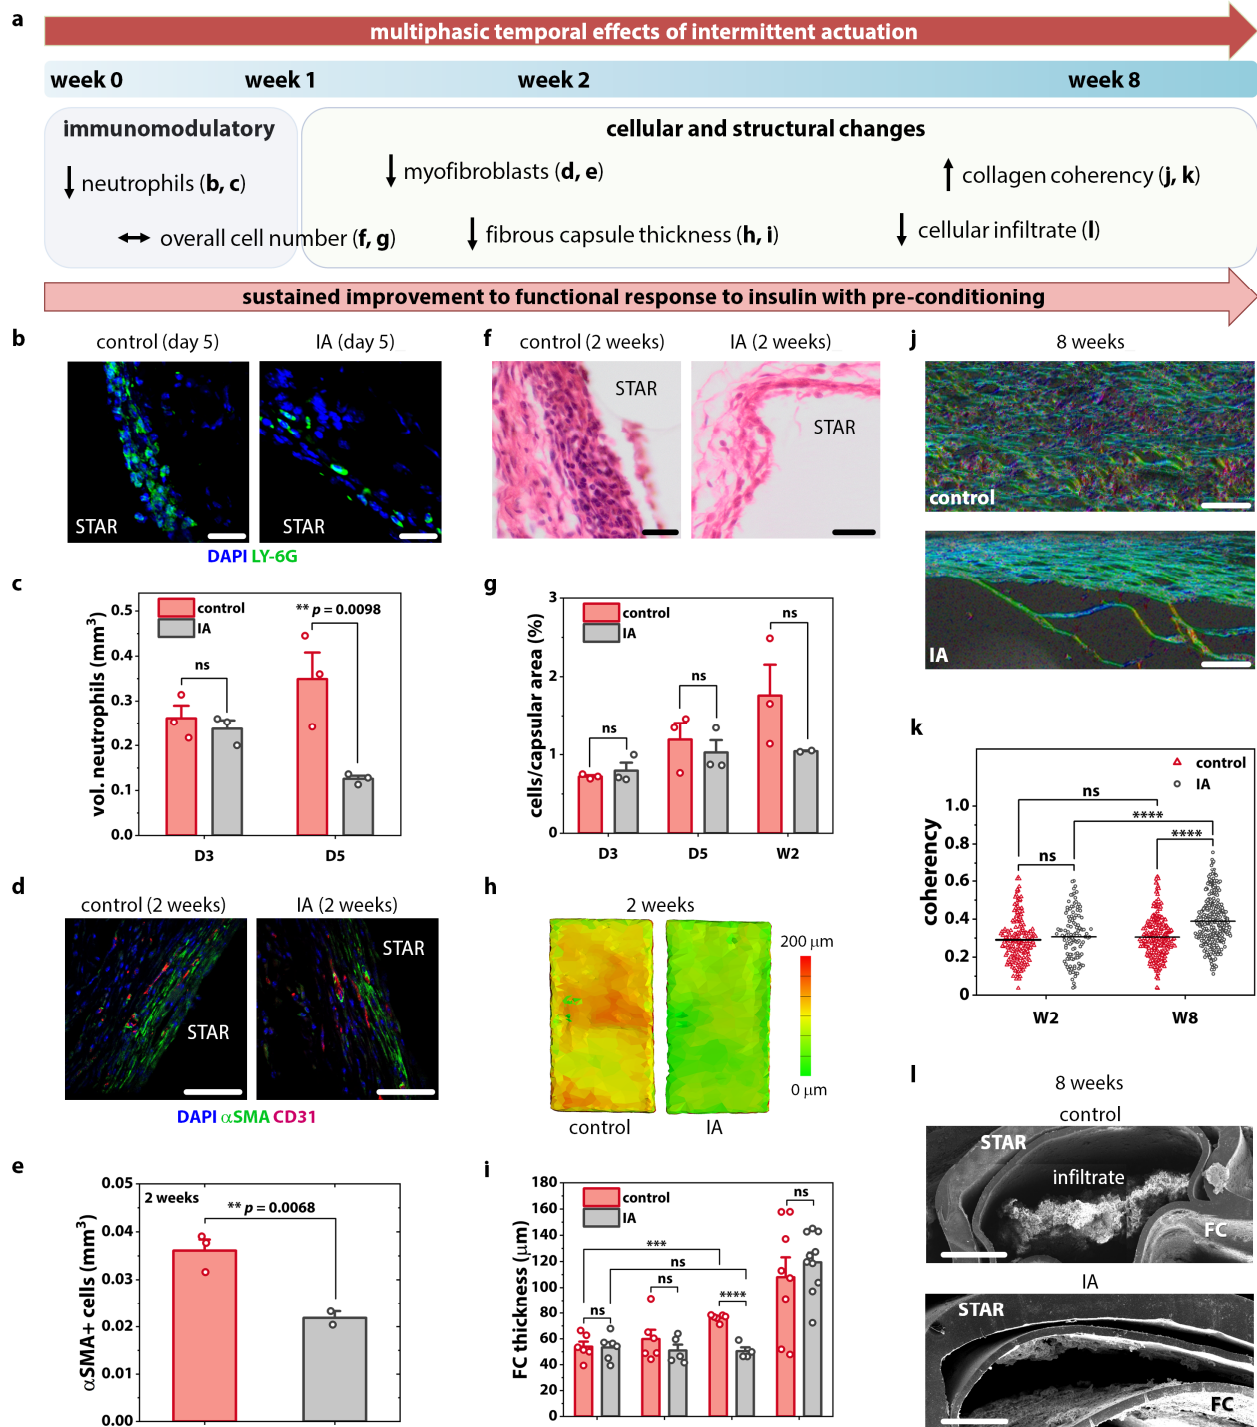 a
multiphasic temporal effects of intermittent actuation
week 0 week 1 week 2 week 8
immunomodulatory
↓ neutrophils (b, c)
↔ overall cell number (f, g)
cellular and structural changes
↓ myofibroblasts (d, e)
↓ fibrous capsule thickness (h, i)
↑ collagen coherency (j, k)
↓ cellular infiltrate (l)
sustained improvement to functional response to insulin with pre-conditioning
b
control (day 5) IA (day 5)
STAR STAR
DAPI LY-6G
c
vol. neutrophils (mm³)
0.5
0.4
0.3
0.2
0.1
0.0
control
IA
ns
** p = 0.0098
D3 D5
d
control (2 weeks) IA (2 weeks)
STAR
STAR
DAPI αSMA CD31
e
αSMA+ cells (mm³)
0.05
0.04
0.03
0.02
0.01
0.00
2 weeks
** p = 0.0068
f
control (2 weeks) IA (2 weeks)
STAR
STAR
g
cells/capsular area (%)
3
2
1
0
control
IA
ns
ns
ns
D3 D5 W2
h
2 weeks
200 μm
0 μm
control IA
i
FC thickness (μm)
180
160
140
120
100
80
60
40
20
0
control
IA
ns
***
ns
ns
****
ns
j
8 weeks
control
IA
k
coherency
1.0
0.8
0.6
0.4
0.2
0
control
IA
ns
****
****
ns
W2 W8
l
8 weeks
control
STAR
infiltrate
FC
IA
STAR
FC